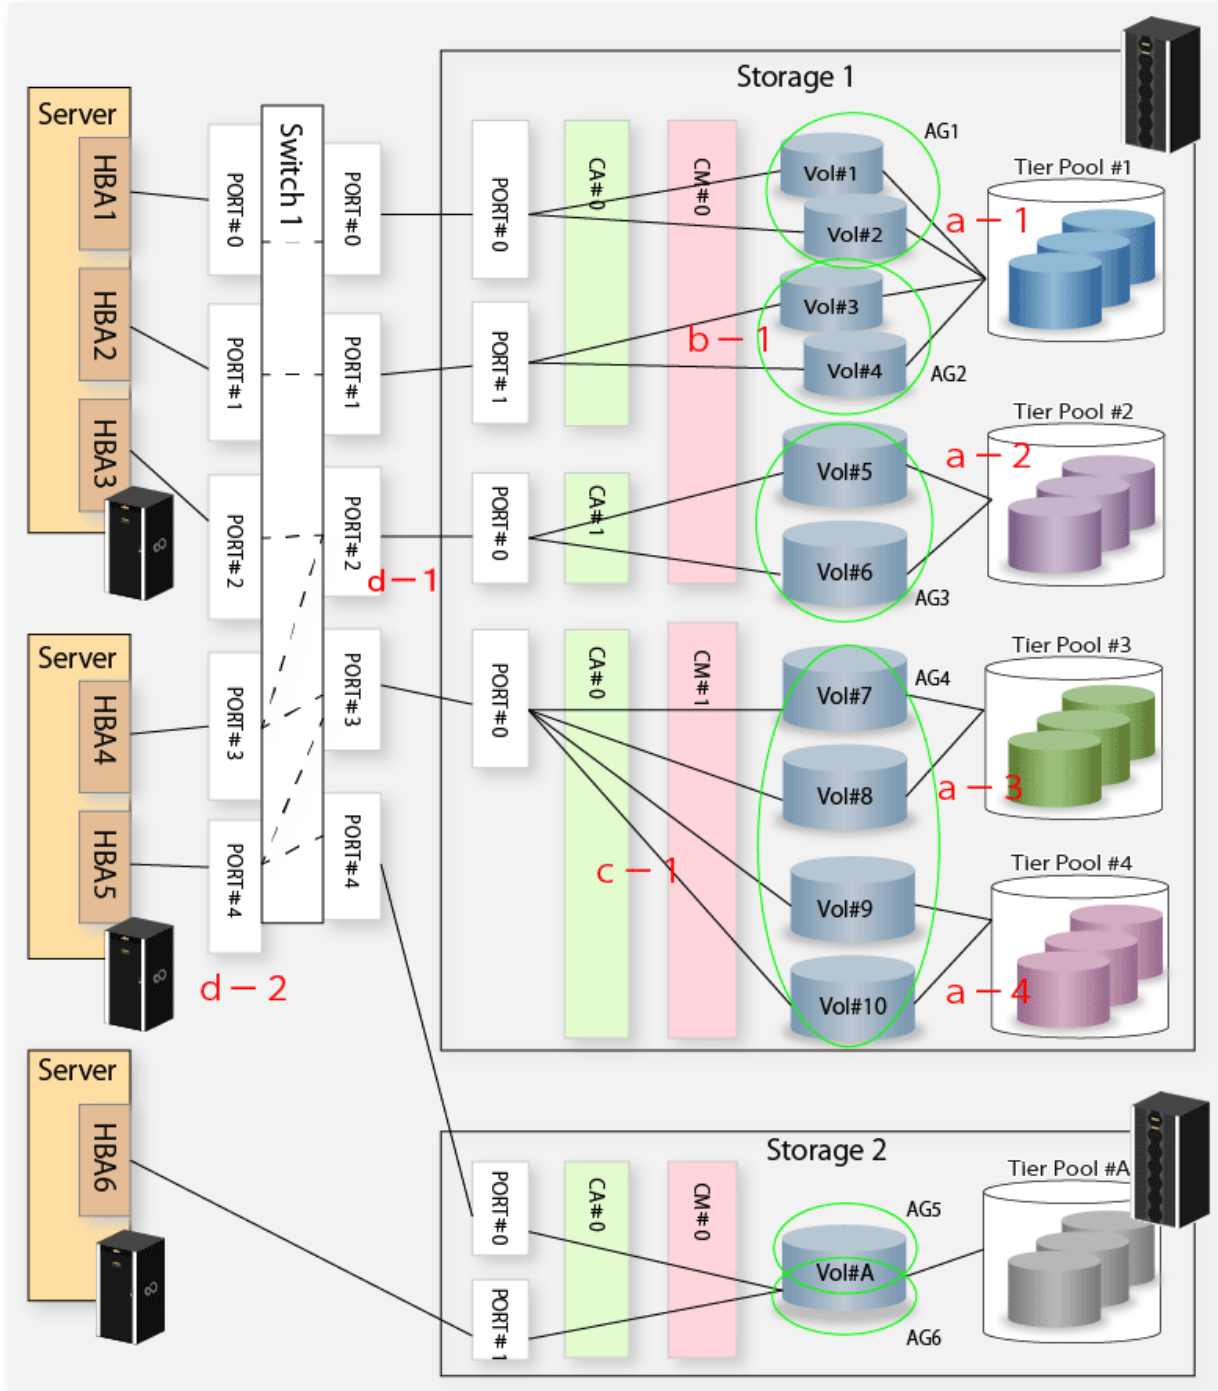 Storage 1
Server
HBA1
HBA2
HBA3
PORT#0
PORT#1
PORT#2
Switch 1
PORT#0
PORT#1
PORT#2
d-1
PORT#0
PORT#1
PORT#0
CA#0
CA#1
CM#0
b-1
Vol#1
Vol#2
Vol#3
Vol#4
Vol#5
Vol#6
AG1
AG2
AG3
Tier Pool #1
a-1
Tier Pool #2
a-2
Server
HBA4
HBA5
PORT#3
PORT#4
d-2
PORT#3
PORT#4
PORT#0
CA#0
CM#1
c-1
Vol#7
Vol#8
Vol#9
Vol#10
AG4
Tier Pool #3
a-3
Tier Pool #4
a-4
Server
HBA6
Storage 2
PORT#0
PORT#1
CA#0
CM#0
Vol#A
AG5
AG6
Tier Pool #A